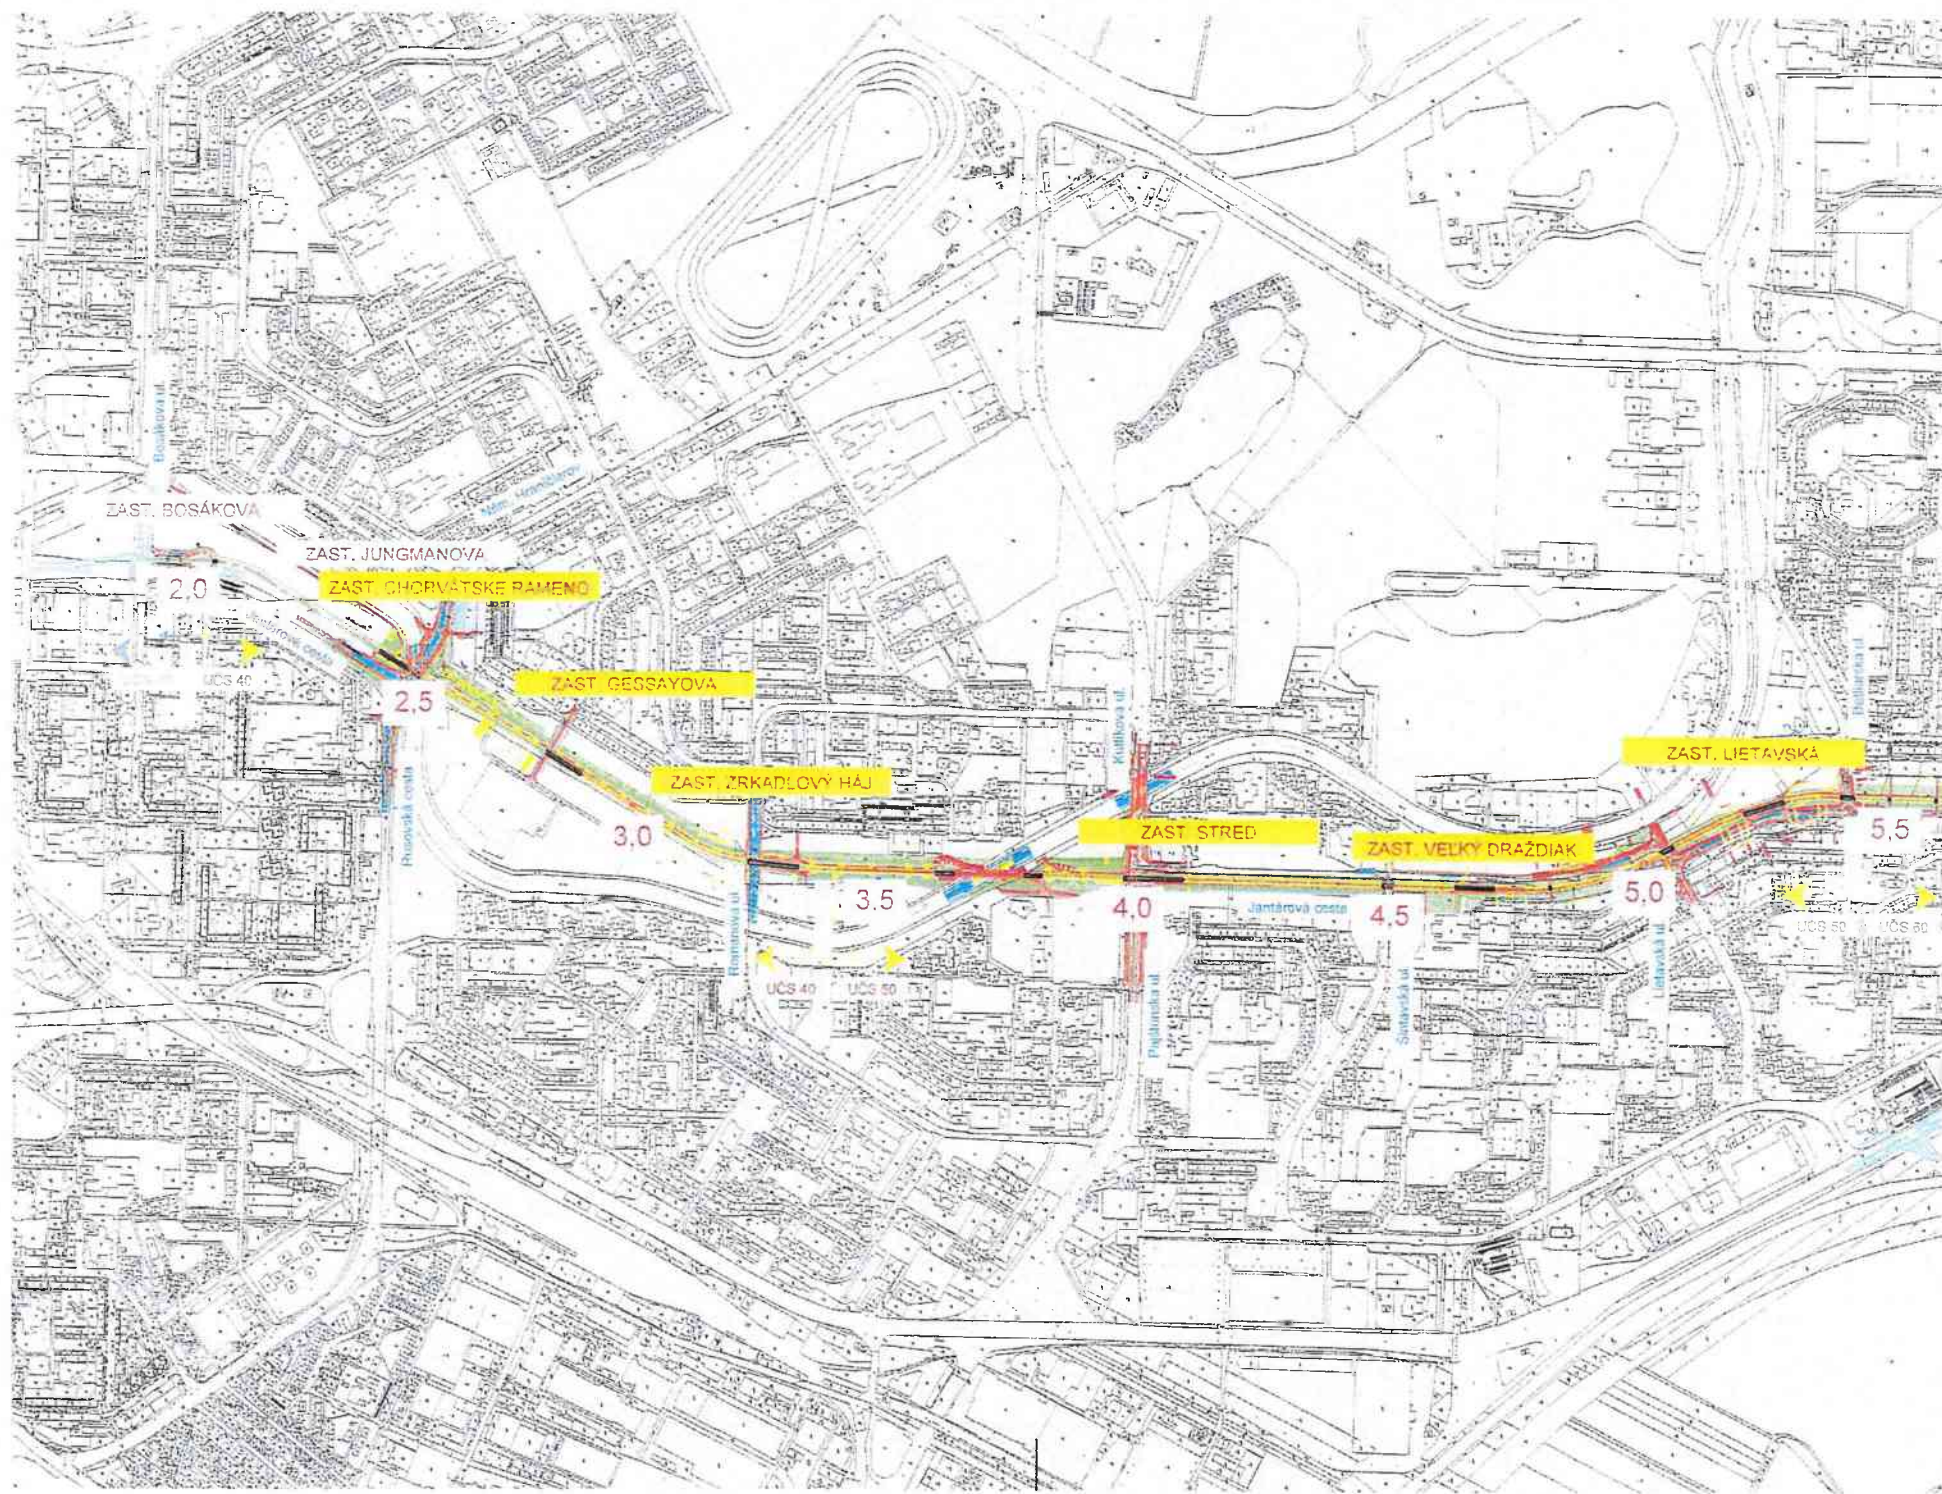 Bosákova ul.
Nám. Hraničiarov
ZAST. BOSÁKOVA
ZAST. JUNGMANOVA
ZAST. CHORVÁTSKE RAMENO
2,0
ÚČS 40
2,5
ZAST. GESSAYOVA
Rusovská cesta
ZAST. ZRKADLOVÝ HÁJ
3,0
Romanova ul.
3,5
ÚČS 40
ÚČS 50
Kutlíkova ul.
ZAST. STRED
4,0
Pajštúnska ul.
Jantárová cesta
ZAST. VEĽKÝ DRAŽDIAK
4,5
Šintavská ul.
ZAST. LIETAVSKÁ
5,0
Lietavská ul.
5,5
ÚČS 50
ÚČS 60